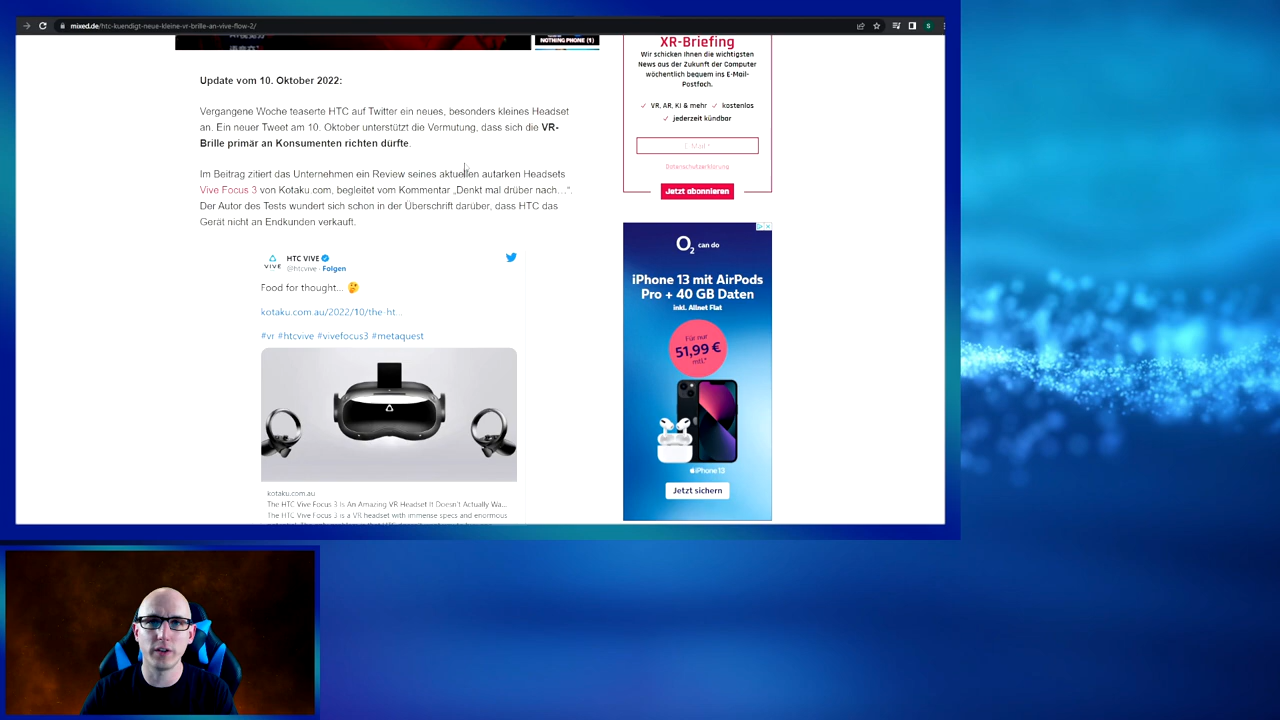 mixed.de/htc-kuendigt-neue-kleine-vr-brille-an-vive-flow-2/
S
NOTHING PHONE (1)
Update vom 10. Oktober 2022:
Vergangene Woche teaserte HTC auf Twitter ein neues, besonders kleines Headset
an. Ein neuer Tweet am 10. Oktober unterstützt die Vermutung, dass sich die VR-
Brille primär an Konsumenten richten dürfte.
Im Beitrag zitiert das Unternehmen ein Review seines aktuellen autarken Headsets
Vive Focus 3 von Kotaku.com, begleitet vom Kommentar „Denkt mal drüber nach…“.
Der Autor des Tests wundert sich schon in der Überschrift darüber, dass HTC das
Gerät nicht an Endkunden verkauft.
VIVE
HTC VIVE
@htcvive · Folgen
Food for thought...
kotaku.com.au/2022/10/the-ht...
#vr #htcvive #vivefocus3 #metaquest
kotaku.com.au
The HTC Vive Focus 3 Is An Amazing VR Headset It Doesn't Actually Wa...
The HTC Vive Focus 3 is a VR headset with immense specs and enormous
XR-Briefing
Wir schicken Ihnen die wichtigsten
News aus der Zukunft der Computer
wöchentlich bequem ins E-Mail-
Postfach.
VR, AR, KI & mehr
kostenlos
jederzeit kündbar
E-Mail *
Datenschutzerklärung
Jetzt abonnieren
O2 can do
iPhone 13 mit AirPods
Pro + 40 GB Daten
inkl. Allnet Flat
Für nur
51,99 €
mtl.*
iPhone 13
Jetzt sichern